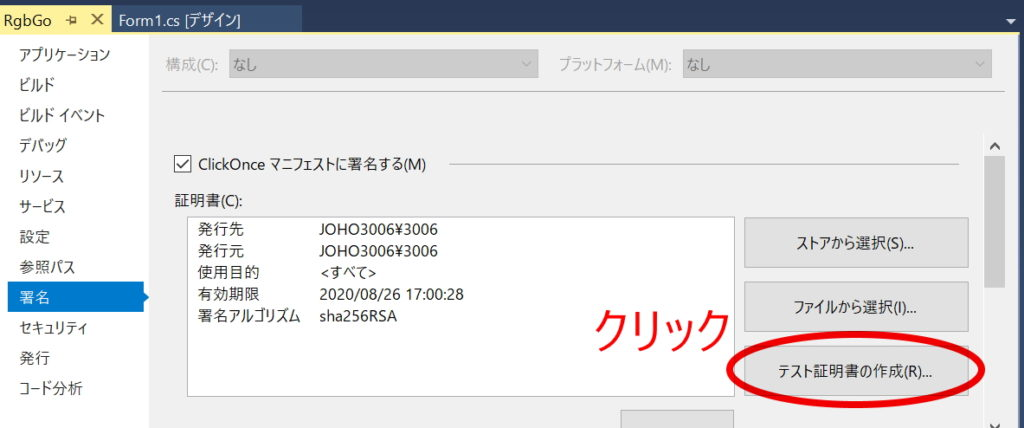 RgbGo Form1.cs [デザイン]
アプリケーション
ビルド
ビルド イベント
デバッグ
リソース
サービス
設定
参照パス
署名
セキュリティ
発行
コード分析
構成(C): なし プラットフォーム(M): なし
ClickOnce マニフェストに署名する(M)
証明書(C):
発行先 JOHO3006¥3006
発行元 JOHO3006¥3006
使用目的 <すべて>
有効期限 2020/08/26 17:00:28
署名アルゴリズム sha256RSA
ストアから選択(S)...
ファイルから選択(I)...
クリック
テスト証明書の作成(R)...